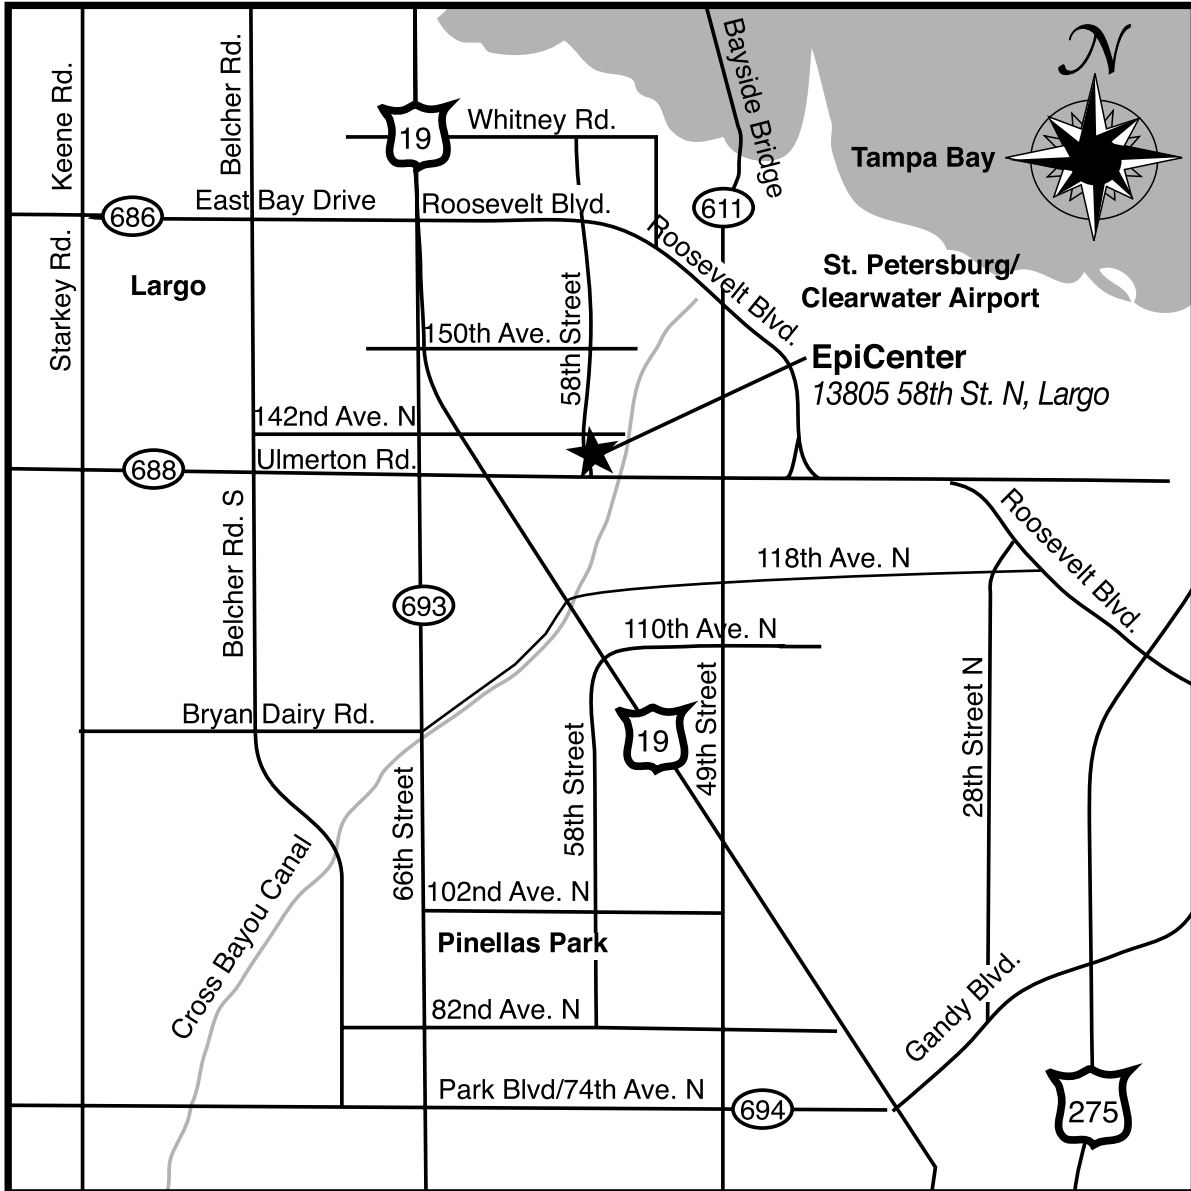 N
Keene Rd.
Belcher Rd.
Bayside Bridge
19
Whitney Rd.
Tampa Bay
East Bay Drive
Roosevelt Blvd.
686
611
Starkey Rd.
Largo
Roosevelt Blvd.
St. Petersburg/
Clearwater Airport
58th Street
150th Ave.
EpiCenter
13805 58th St. N, Largo
142nd Ave. N
Ulmerton Rd.
688
Belcher Rd. S
Roosevelt Blvd.
118th Ave. N
693
110th Ave. N
49th Street
28th Street N
Bryan Dairy Rd.
19
58th Street
66th Street
Cross Bayou Canal
102nd Ave. N
Pinellas Park
82nd Ave. N
Gandy Blvd.
Park Blvd/74th Ave. N
694
275